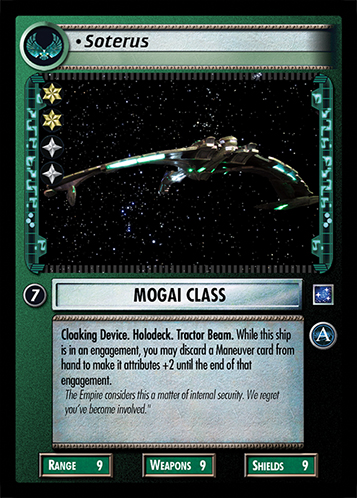 • Soterus
7
MOGAI CLASS
A
Cloaking Device. Holodeck. Tractor Beam. While this ship
is in an engagement, you may discard a Maneuver card from
hand to make it attributes +2 until the end of that
engagement.
The Empire considers this a matter of internal security. We regret
you've become involved."
RANGE 9 WEAPONS 9 SHIELDS 9